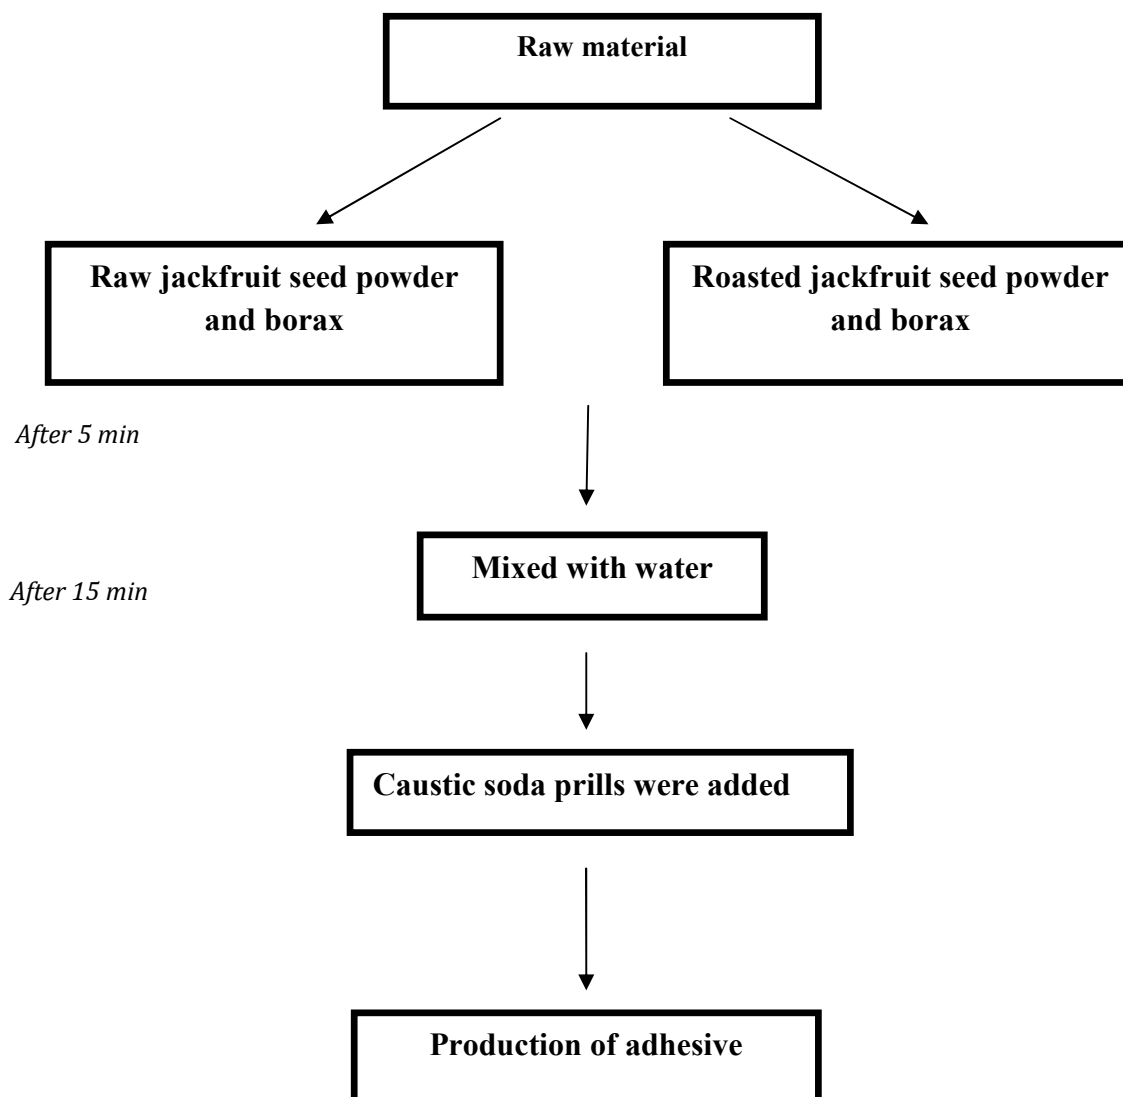 Raw material
Raw jackfruit seed powder
and borax
Roasted jackfruit seed powder
and borax
After 5 min
Mixed with water
After 15 min
Caustic soda prills were added
Production of adhesive